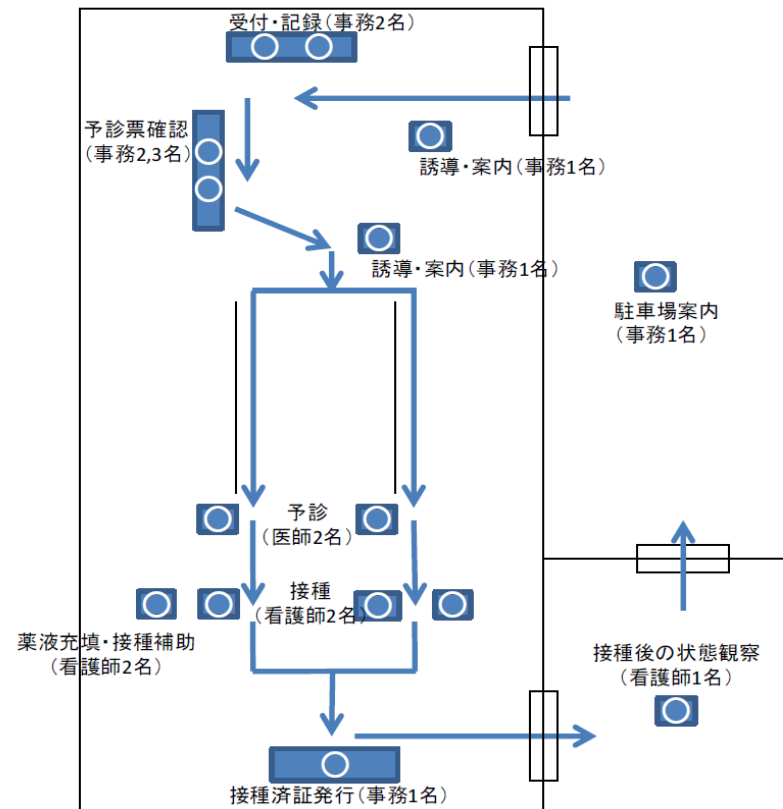 受付・記録(事務2名)
予診票確認
(事務2,3名)
誘導・案内(事務1名)
誘導・案内(事務1名)
駐車場案内
(事務1名)
予診
(医師2名)
接種
(看護師2名)
薬液充填・接種補助
(看護師2名)
接種後の状態観察
(看護師1名)
接種済証発行(事務1名)